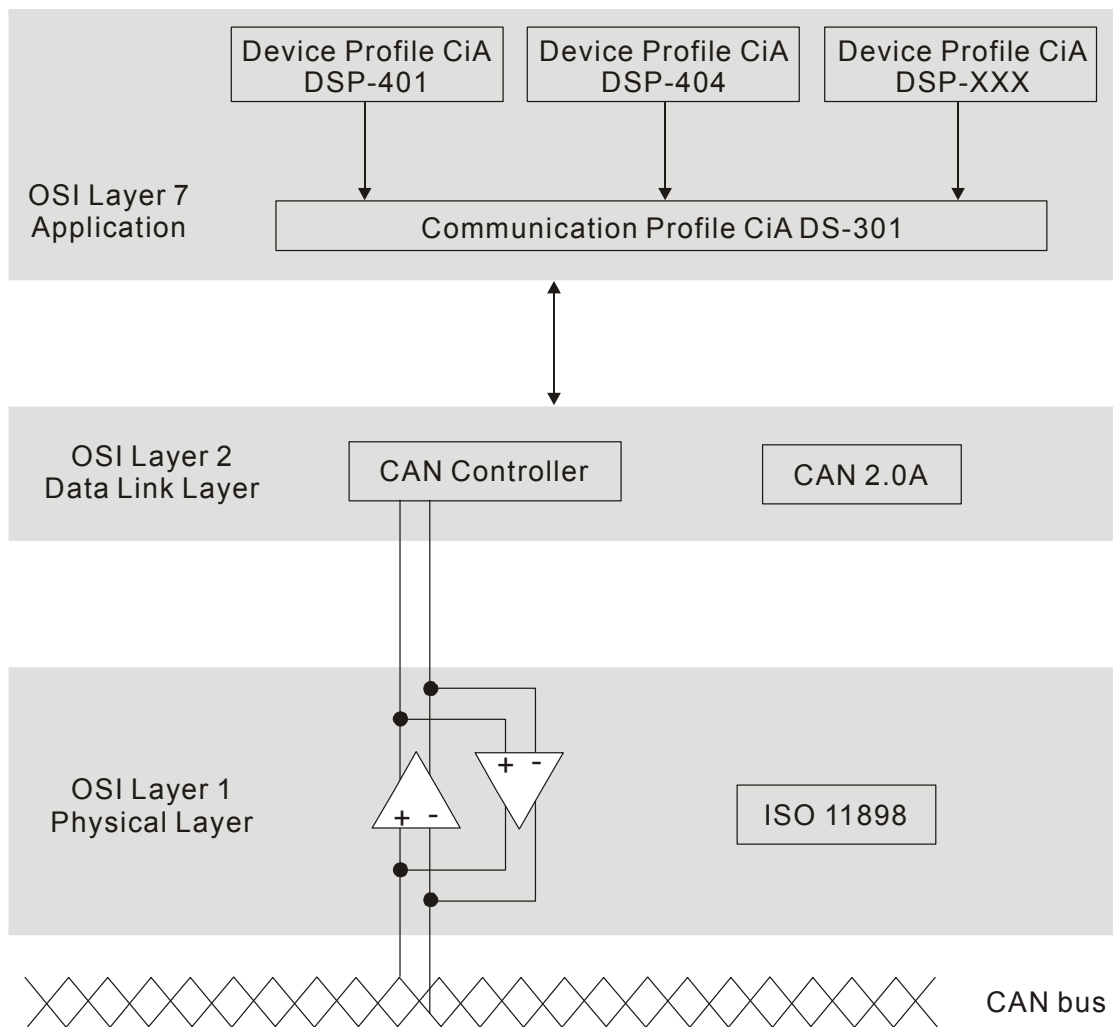 Device Profile CiA
DSP-401
Device Profile CiA
DSP-404
Device Profile CiA
DSP-XXX
OSI Layer 7
Application
Communication Profile CiA DS-301
OSI Layer 2
Data Link Layer
CAN Controller
CAN 2.0A
OSI Layer 1
Physical Layer
+ -
+ -
ISO 11898
CAN bus